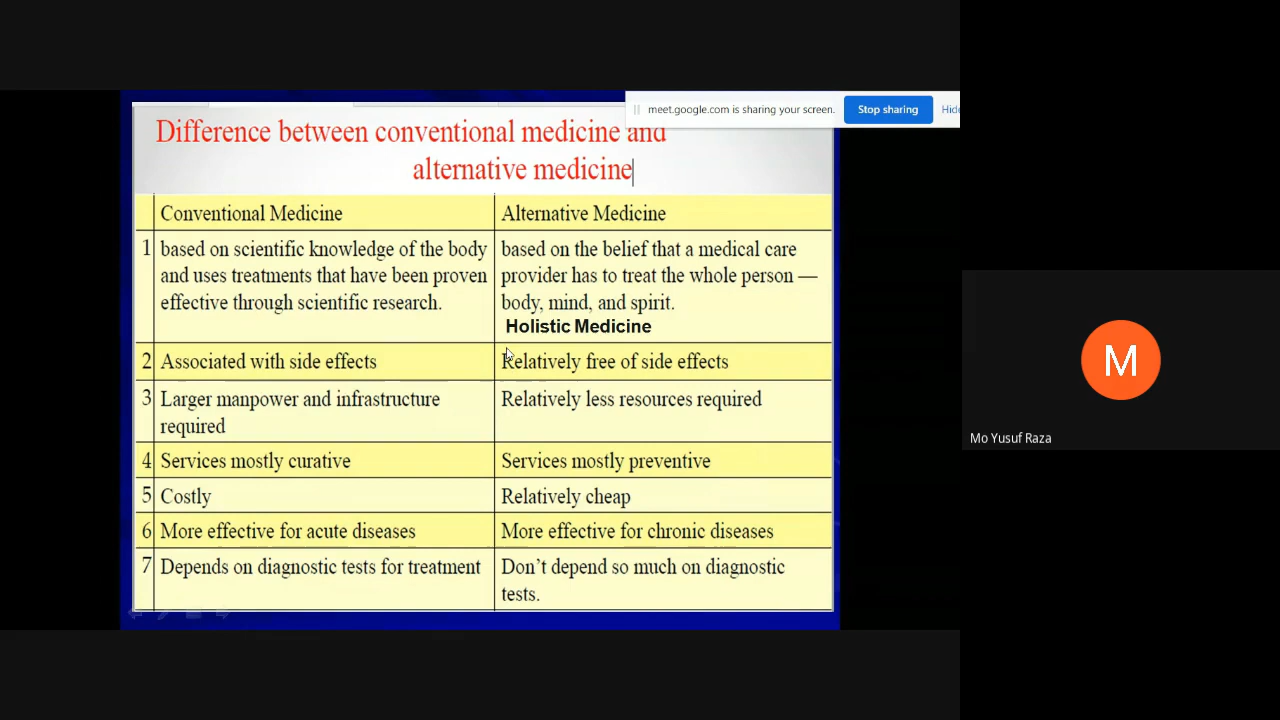 meet.google.com is sharing your screen.
Stop sharing
Hide
Difference between conventional medicine and
alternative medicine
Conventional Medicine
Alternative Medicine
1
based on scientific knowledge of the body
and uses treatments that have been proven
effective through scientific research.
based on the belief that a medical care
provider has to treat the whole person —
body, mind, and spirit.
Holistic Medicine
2
Associated with side effects
Relatively free of side effects
3
Larger manpower and infrastructure
required
Relatively less resources required
4
Services mostly curative
Services mostly preventive
5
Costly
Relatively cheap
6
More effective for acute diseases
More effective for chronic diseases
7
Depends on diagnostic tests for treatment
Don’t depend so much on diagnostic
tests.
M
Mo Yusuf Raza